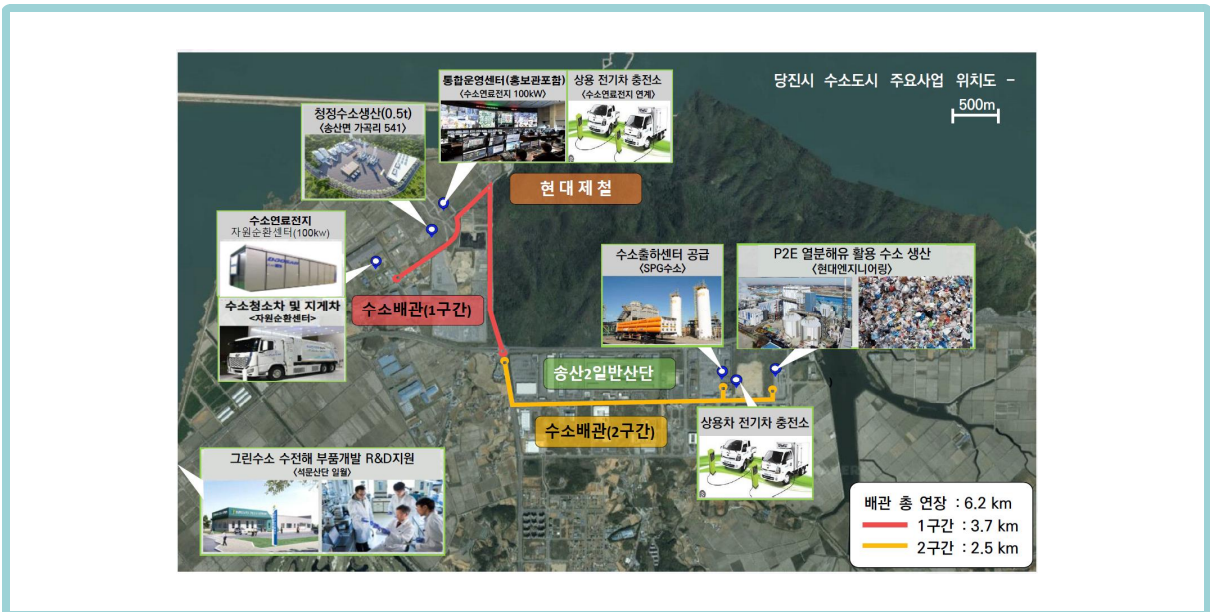 당진시 수소도시 주요사업 위치도 -
500m
통합운영센터(홍보관포함)
<수소연료전지 100kW>
상용 전기차 충전소
<수소연료전지 연계>
청정수소생산(0.5t)
<송산면 가곡리 541>
현대제철
수소연료전지
자원순환센터(100kw)
수소청소차 및 지게차
<자원순환센터>
수소배관(1구간)
수소출하센터 공급
<SPG수소>
P2E 열분해유 활용 수소 생산
<현대엔지니어링>
송산2일반산단
수소배관(2구간)
상용차 전기차 충전소
그린수소 수전해 부품개발 R&D지원
<석문산단 일월>
배관 총 연장 : 6.2 km
1구간 : 3.7 km
2구간 : 2.5 km